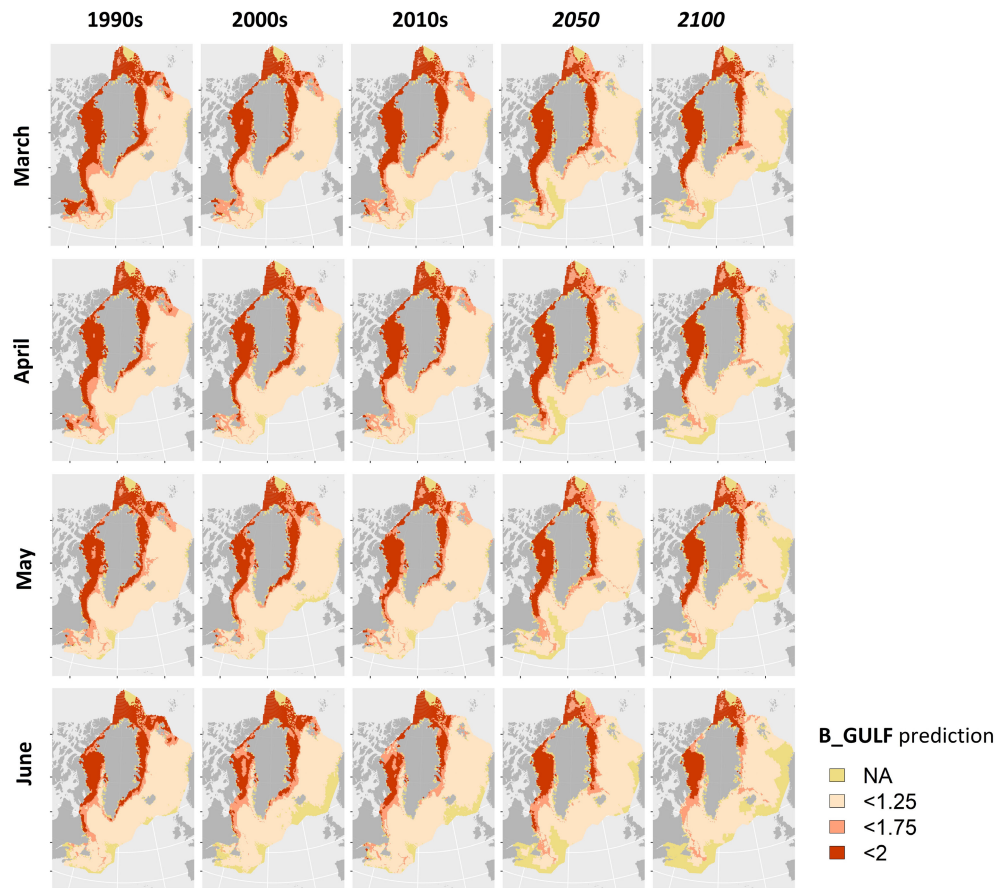 1990s 2000s 2010s 2050 2100
March
April
May
June
B_GULF prediction
NA
<1.25
<1.75
<2